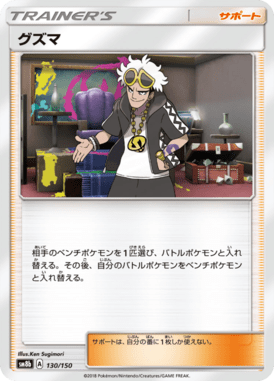 TRAINER'S
サポート
グズマ
相手のベンチポケモンを1匹選び、バトルポケモンと入れ
替える。その後、自分のバトルポケモンをベンチポケモン
と入れ替える。
Illus.Ken Sugimori
SM8b A 130/150
©2018 Pokémon/Nintendo/Creatures/GAME FREAK.
サポートは、自分の番に1枚しか使えない。